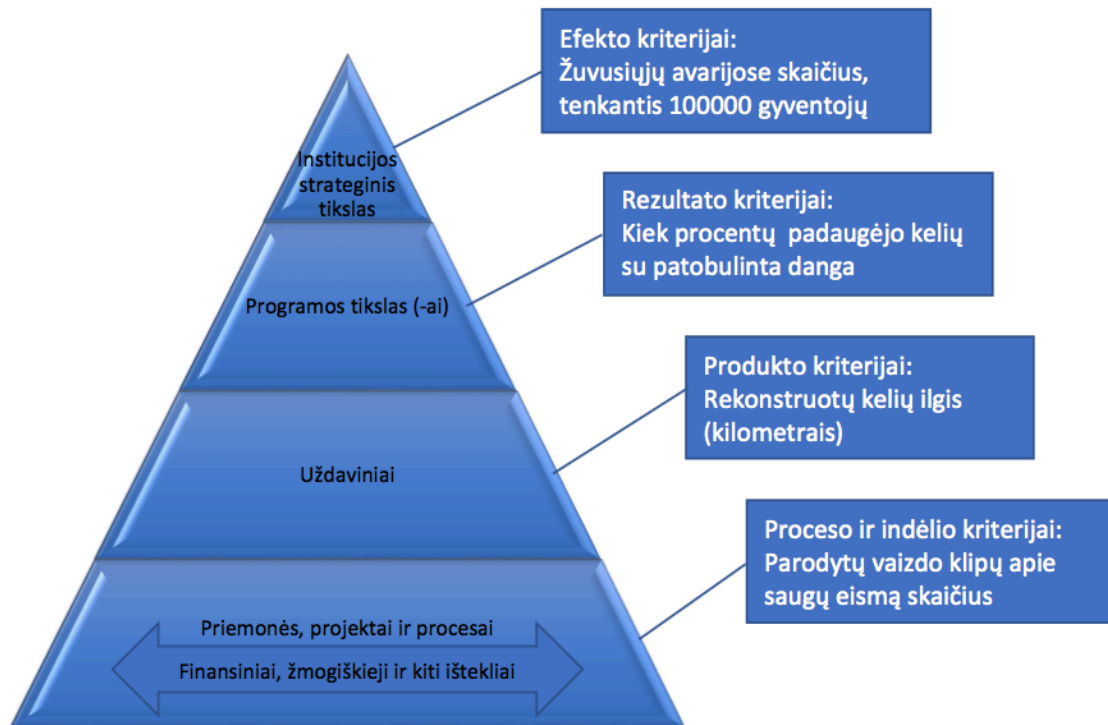 Efekto kriterijai:
Žuvusiųjų avarijose skaičius,
tenkantis 100000 gyventojų
Institucijos
strateginis
tikslas
Rezultato kriterijai:
Kiek procentų padaugėjo kelių
su patobulinta danga
Programos tikslas (-ai)
Produkto kriterijai:
Rekonstruotų kelių ilgis
(kilometrais)
Uždaviniai
Proceso ir indėlio kriterijai:
Parodytų vaizdo klipų apie
saugų eismą skaičius
Priemonės, projektai ir procesai
Finansiniai, žmogiškieji ir kiti ištekliai